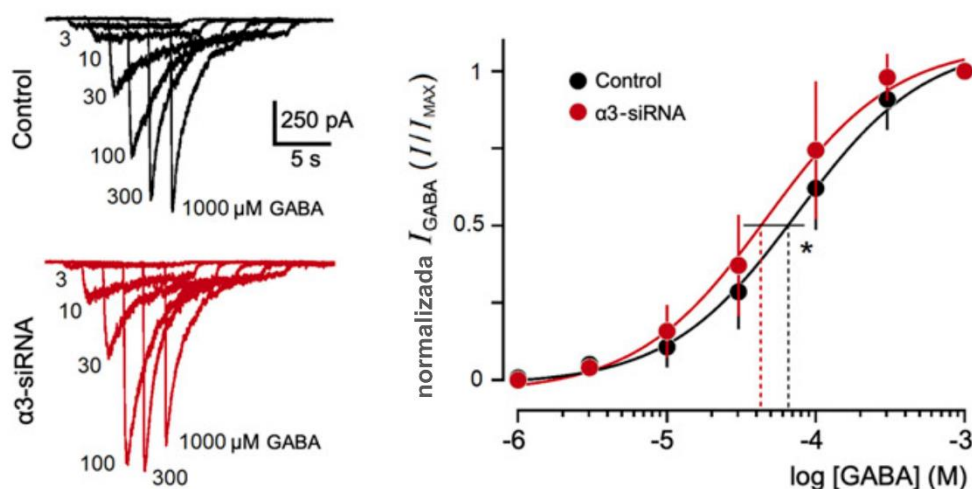 Control
3
10
30
100
300
1000 µM GABA
250 pA
5 s
α3-siRNA
3
10
30
100
300
1000 µM GABA
normalizada I_GABA (I/I_MAX)
1
0.5
0
Control
α3-siRNA
*
-6
-5
-4
-3
log [GABA] (M)